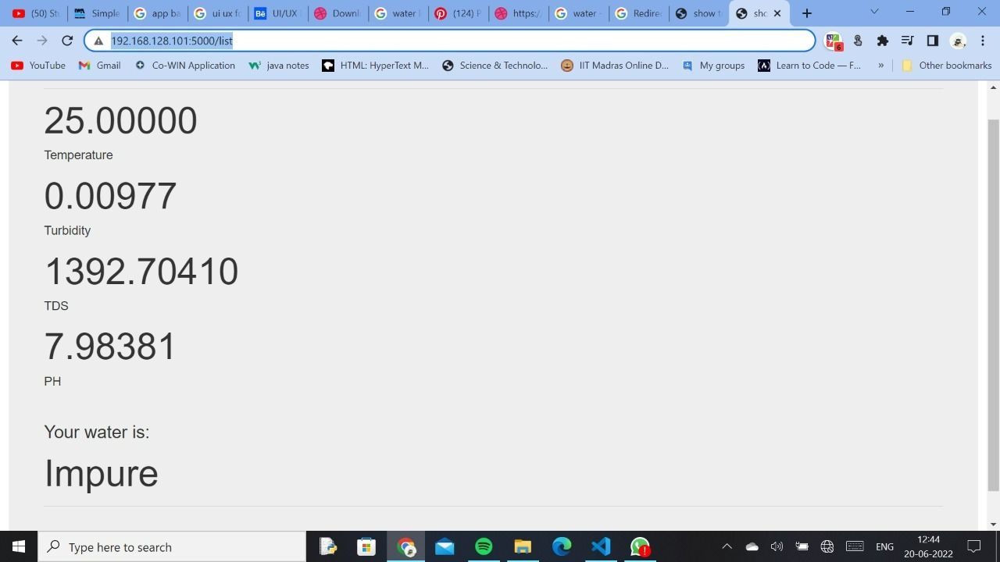 (50) Stu
Simple
app ba
ui ux fo
UI/UX
Downl
water l
(124) P
https:/
water -
Redirec
show t
sho
192.168.128.101:5000/list
6
YouTube
Gmail
Co-WIN Application
java notes
HTML: HyperText M...
Science & Technolo...
IIT Madras Online D...
My groups
Learn to Code — F...
»
Other bookmarks
25.00000
Temperature
0.00977
Turbidity
1392.70410
TDS
7.98381
PH
Your water is:
Impure
Type here to search
ENG
12:44
20-06-2022